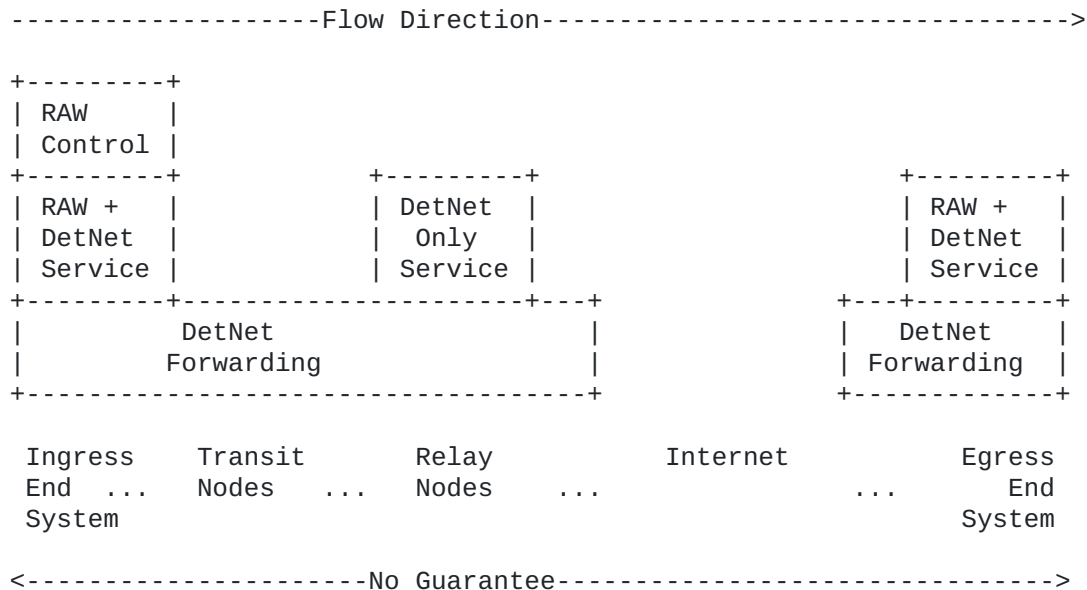 --------------------Flow Direction---------------------------------->

+---------+
| RAW     |
| Control |
+---------+            +---------+                       +---------+
| RAW +   |            | DetNet  |                       | RAW +   |
| DetNet  |            |  Only   |                       | DetNet  |
| Service |            | Service |                       | Service |
+---------+----------------------+---+               +---+---------+
|          DetNet                    |               |   DetNet    |
|         Forwarding                 |               | Forwarding  |
+------------------------------------+               +-------------+

 Ingress    Transit       Relay           Internet           Egress
 End  ...   Nodes   ...   Nodes    ...                ...       End
 System                                                      System

<----------------------No Guarantee-------------------------------->